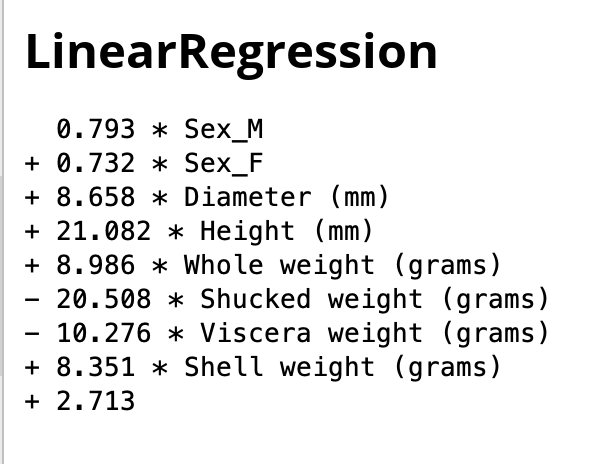 LinearRegression
0.793 * Sex_M
+ 0.732 * Sex_F
+ 8.658 * Diameter (mm)
+ 21.082 * Height (mm)
+ 8.986 * Whole weight (grams)
- 20.508 * Shucked weight (grams)
- 10.276 * Viscera weight (grams)
+ 8.351 * Shell weight (grams)
+ 2.713